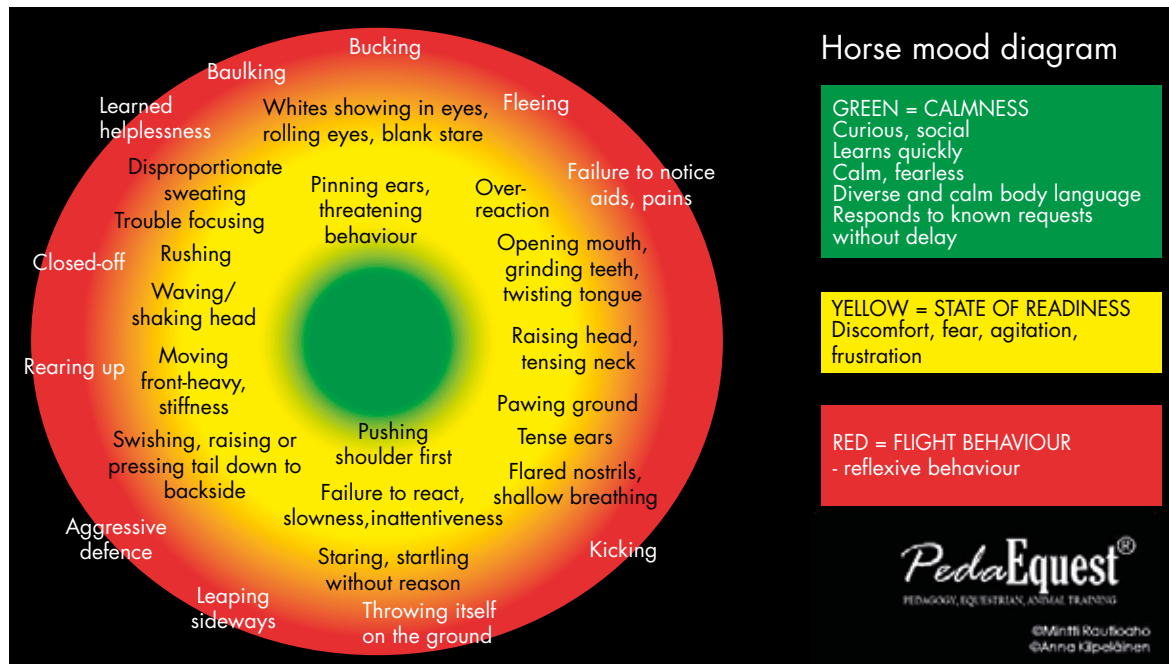 Horse mood diagram
GREEN = CALMNESS
Curious, social
Learns quickly
Calm, fearless
Diverse and calm body language
Responds to known requests
without delay
YELLOW = STATE OF READINESS
Discomfort, fear, agitation,
frustration
RED = FLIGHT BEHAVIOUR
- reflexive behaviour
PedaEquest®
PEDAGOGY, EQUESTRIAN, ANIMAL TRAINING
©Mintti Rautioaho
©Anna Kilpeläinen
Bucking
Baulking
Learned
helplessness
Fleeing
Whites showing in eyes,
rolling eyes, blank stare
Disproportionate
sweating
Trouble focusing
Pinning ears,
threatening
behaviour
Over-
reaction
Failure to notice
aids, pains
Closed-off
Rushing
Opening mouth,
grinding teeth,
twisting tongue
Waving/
shaking head
Raising head,
tensing neck
Rearing up
Moving
front-heavy,
stiffness
Pawing ground
Tense ears
Swishing, raising or
pressing tail down to
backside
Pushing
shoulder first
Flared nostrils,
shallow breathing
Failure to react,
slowness,inattentiveness
Aggressive
defence
Staring, startling
without reason
Kicking
Leaping
sideways
Throwing itself
on the ground